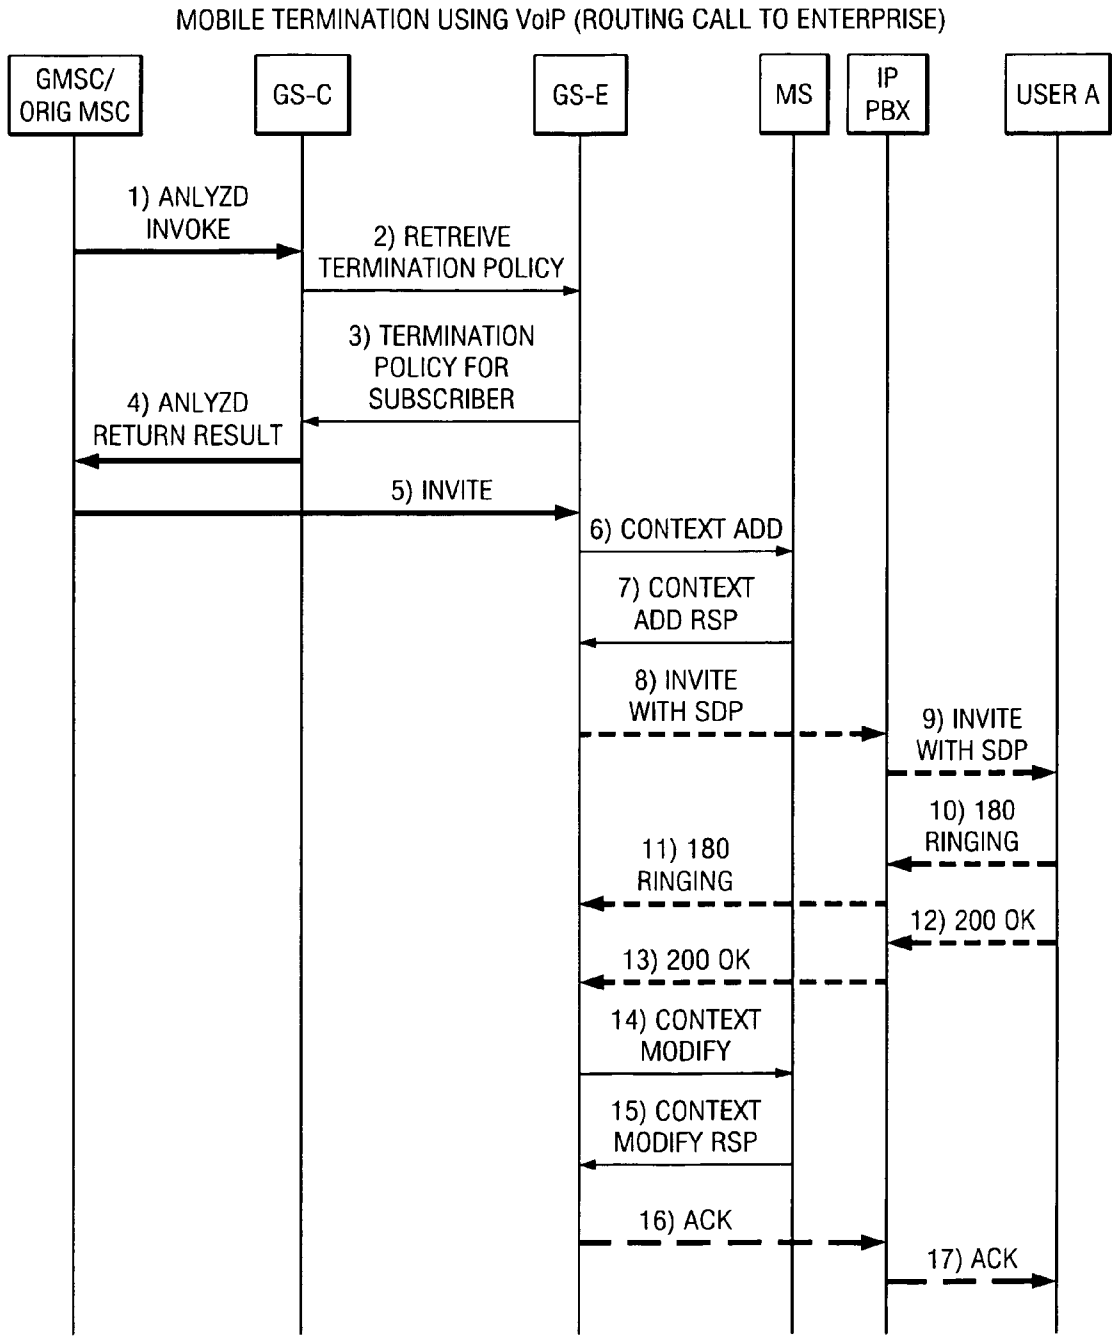 MOBILE TERMINATION USING VoIP (ROUTING CALL TO ENTERPRISE)
GMSC/
ORIG MSC
GS-C
GS-E
MS
IP
PBX
USER A
1) ANLYZD
INVOKE
2) RETREIVE
TERMINATION POLICY
3) TERMINATION
POLICY FOR
SUBSCRIBER
4) ANLYZD
RETURN RESULT
5) INVITE
6) CONTEXT ADD
7) CONTEXT
ADD RSP
8) INVITE
WITH SDP
9) INVITE
WITH SDP
10) 180
RINGING
11) 180
RINGING
12) 200 OK
13) 200 OK
14) CONTEXT
MODIFY
15) CONTEXT
MODIFY RSP
16) ACK
17) ACK